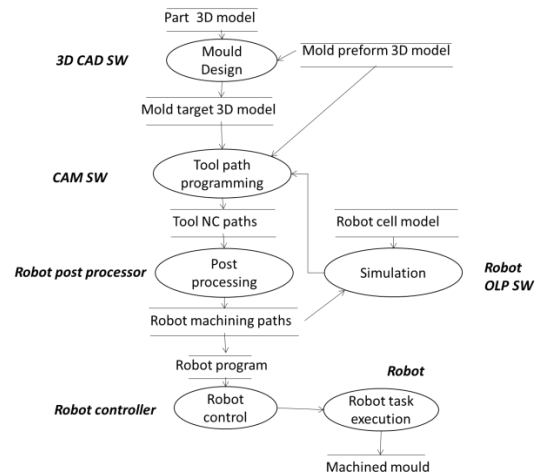 Part 3D model
3D CAD SW
Mould
Design
Mold preform 3D model
Mold target 3D model
CAM SW
Tool path
programming
Tool NC paths
Robot cell model
Robot post processor
Post
processing
Simulation
Robot
OLP SW
Robot machining paths
Robot program
Robot
Robot controller
Robot
control
Robot task
execution
Machined mould